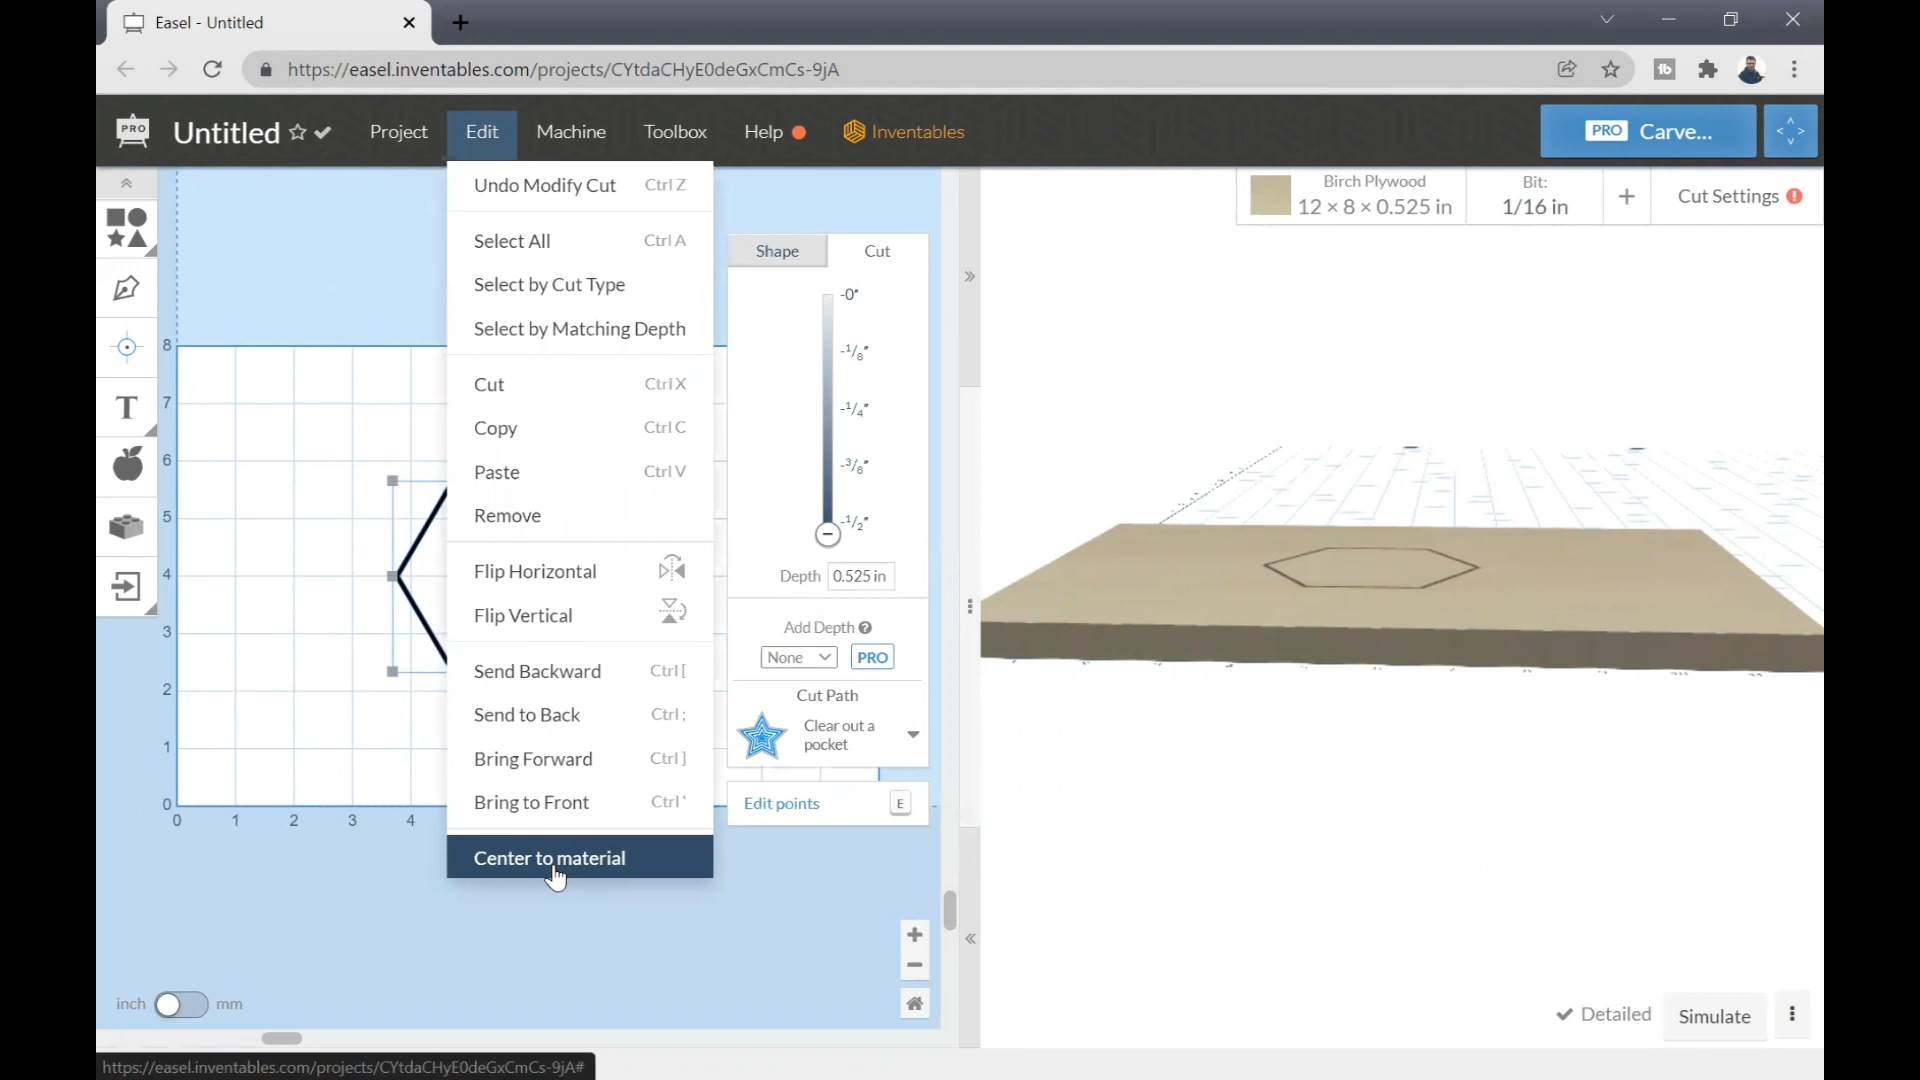 Easel - Untitled
https://easel.inventables.com/projects/CYtdaCHyE0deGxCmCs-9jA
PRO
Untitled
Project
Edit
Machine
Toolbox
Help
Inventables
PRO Carve...
Undo Modify Cut Ctrl Z
Select All Ctrl A
Select by Cut Type
Select by Matching Depth
Cut Ctrl X
Copy Ctrl C
Paste Ctrl V
Remove
Flip Horizontal
Flip Vertical
Send Backward Ctrl [
Send to Back Ctrl ;
Bring Forward Ctrl ]
Bring to Front Ctrl '
Center to material
T
8
7
6
5
4
3
2
1
0
0 1 2 3 4
Shape Cut
-0"
-1/8"
-1/4"
-3/8"
-1/2"
Depth 0.525 in
Add Depth ?
None PRO
Cut Path
Clear out a
pocket
Edit points E
inch mm
Birch Plywood
12 × 8 × 0.525 in
Bit:
1/16 in
+
Cut Settings !
Detailed
Simulate
https://easel.inventables.com/projects/CYtdaCHyE0deGxCmCs-9jA#